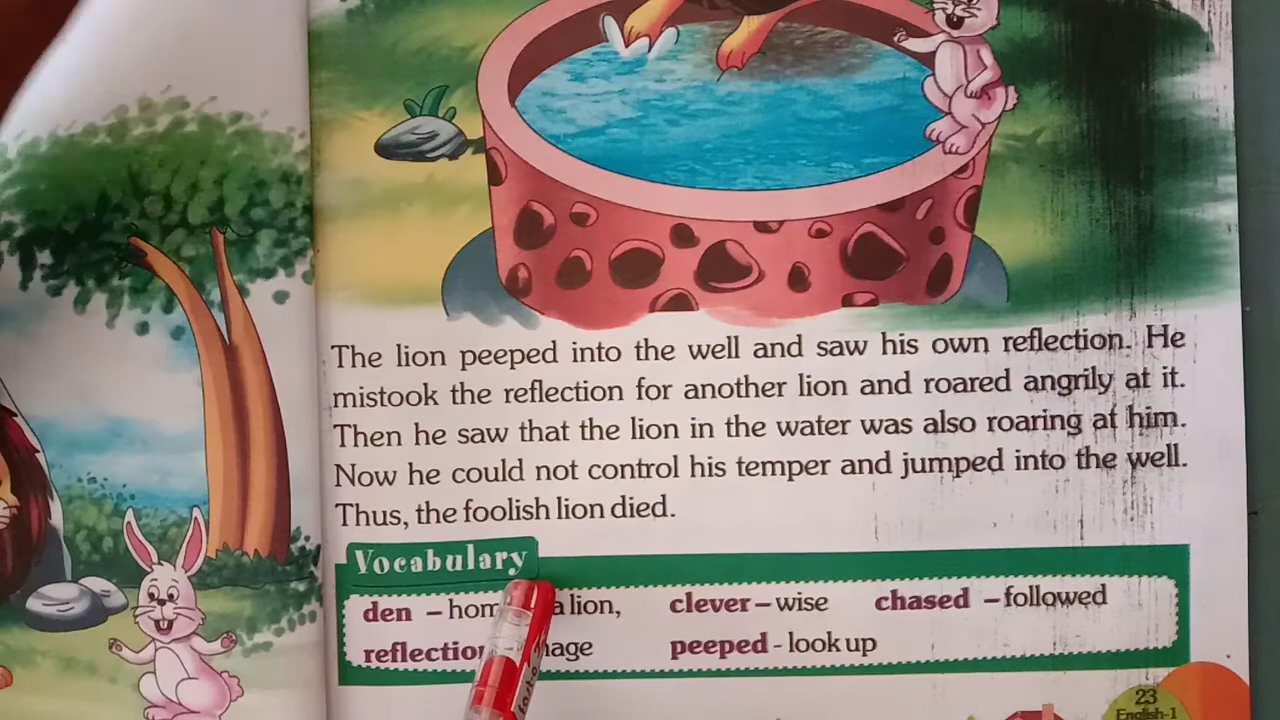 The lion peeped into the well and saw his own reflection. He
mistook the reflection for another lion and roared angrily at it.
Then he saw that the lion in the water was also roaring at him.
Now he could not control his temper and jumped into the well.
Thus, the foolish lion died.
Vocabulary
den – a lion, clever – wise chased – followed
peeped - look up
23
English-1